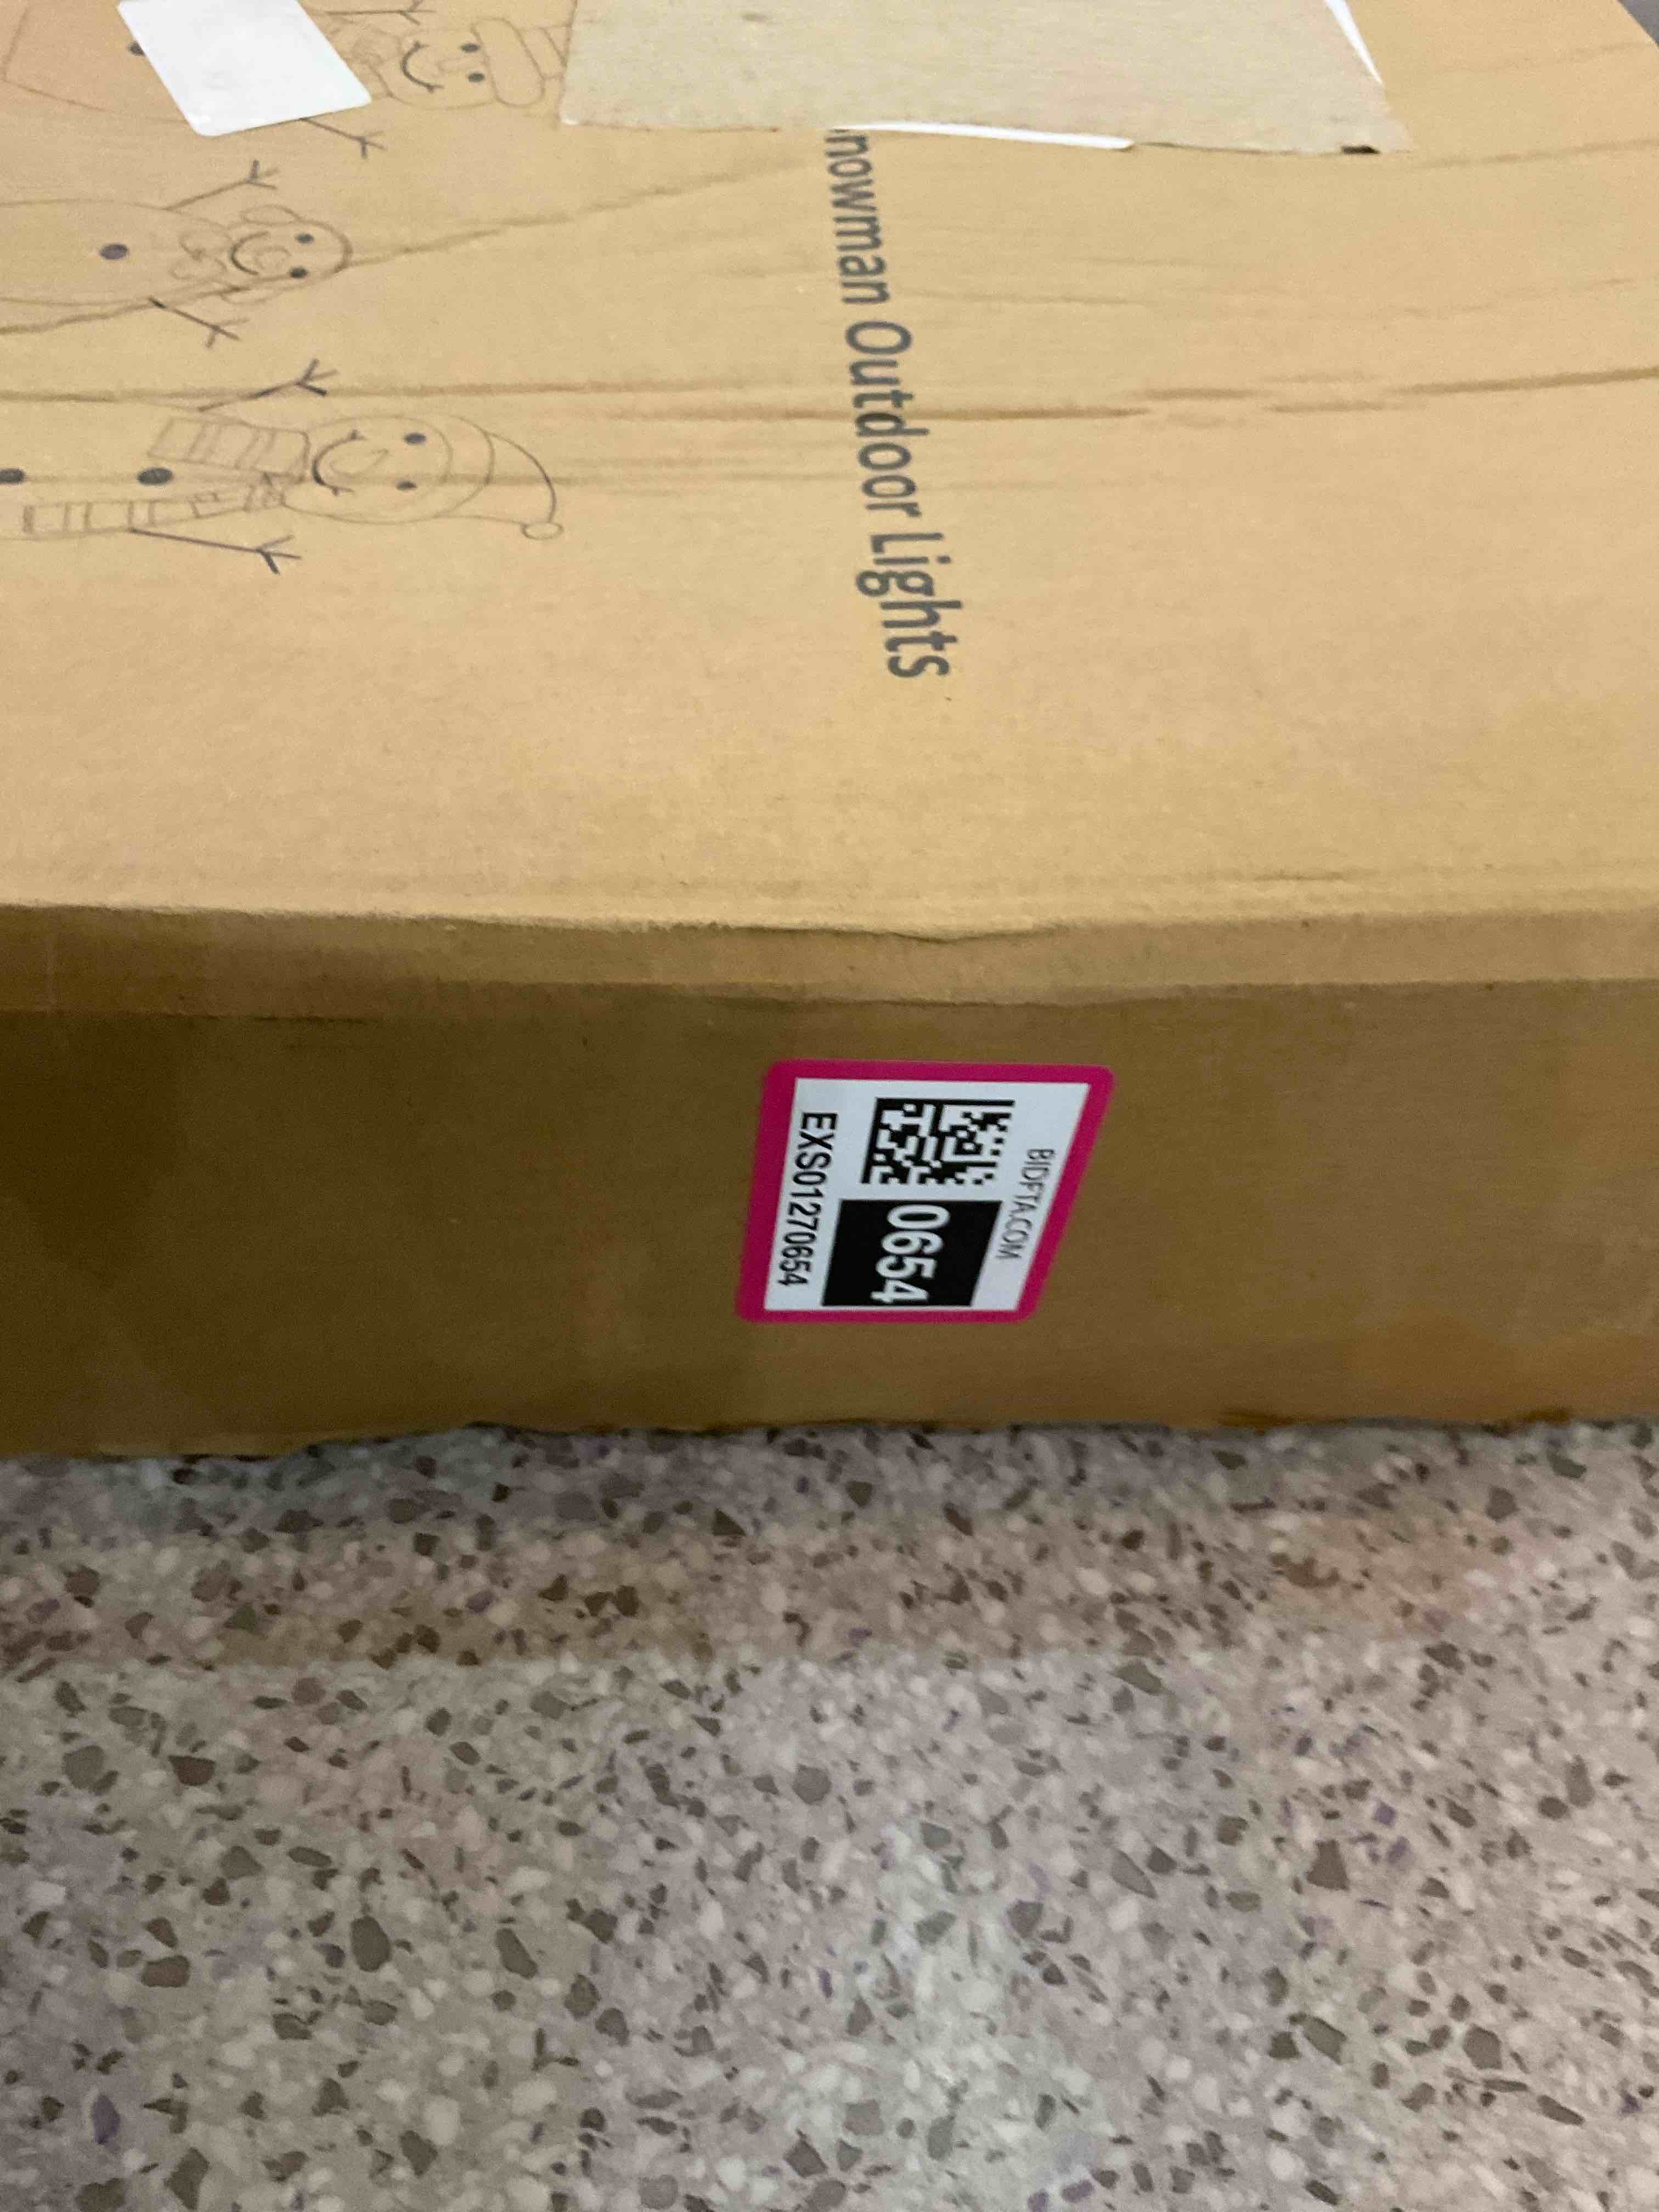 nowman Outdoor Lights
BIDFTA.COM
0654
EXS01270654